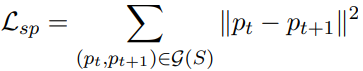 $\mathcal{L}_{sp} = \sum_{(p_t, p_{t+1}) \in \mathcal{G}(S)} \| p_t - p_{t+1} \|^2$